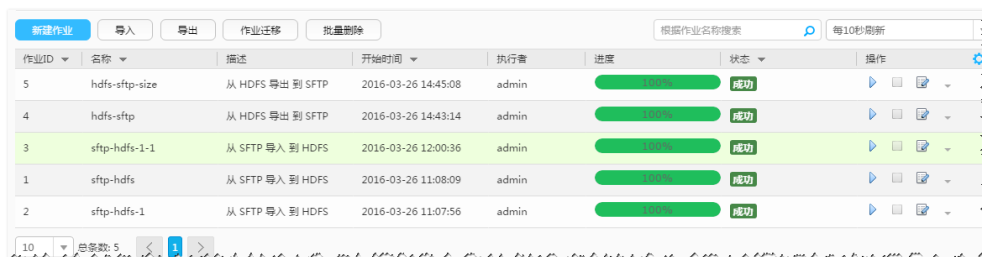 新建作业 导入 导出 作业迁移 批量删除 根据作业名称搜索 每10秒刷新
作业ID 名称 描述 开始时间 执行者 进度 状态 操作
5 hdfs-sftp-size 从 HDFS 导出 到 SFTP 2016-03-26 14:45:08 admin 100% 成功
4 hdfs-sftp 从 HDFS 导出 到 SFTP 2016-03-26 14:43:14 admin 100% 成功
3 sftp-hdfs-1-1 从 SFTP 导入 到 HDFS 2016-03-26 12:00:36 admin 100% 成功
1 sftp-hdfs 从 SFTP 导入 到 HDFS 2016-03-26 11:08:09 admin 100% 成功
2 sftp-hdfs-1 从 SFTP 导入 到 HDFS 2016-03-26 11:07:56 admin 100% 成功
10 总条数: 5 1